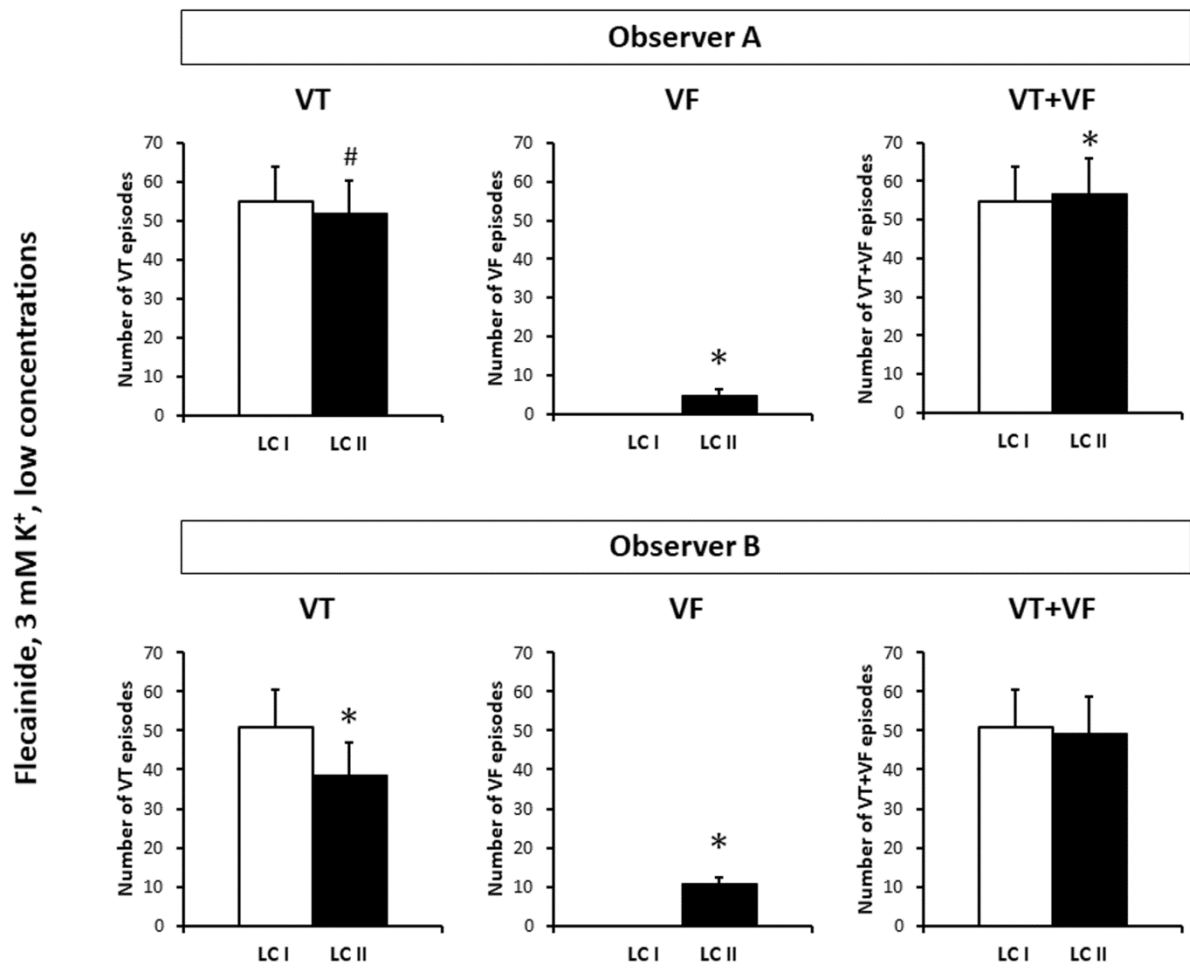 Flecainide, 3 mM K⁺, low concentrations
Observer A
VT
Number of VT episodes
70
60
50
40
30
20
10
0
#
LC I LC II
VF
Number of VF episodes
70
60
50
40
30
20
10
0
*
LC I LC II
VT+VF
Number of VT+VF episodes
70
60
50
40
30
20
10
0
*
LC I LC II
Observer B
VT
Number of VT episodes
70
60
50
40
30
20
10
0
*
LC I LC II
VF
Number of VF episodes
70
60
50
40
30
20
10
0
*
LC I LC II
VT+VF
Number of VT+VF episodes
70
60
50
40
30
20
10
0
LC I LC II